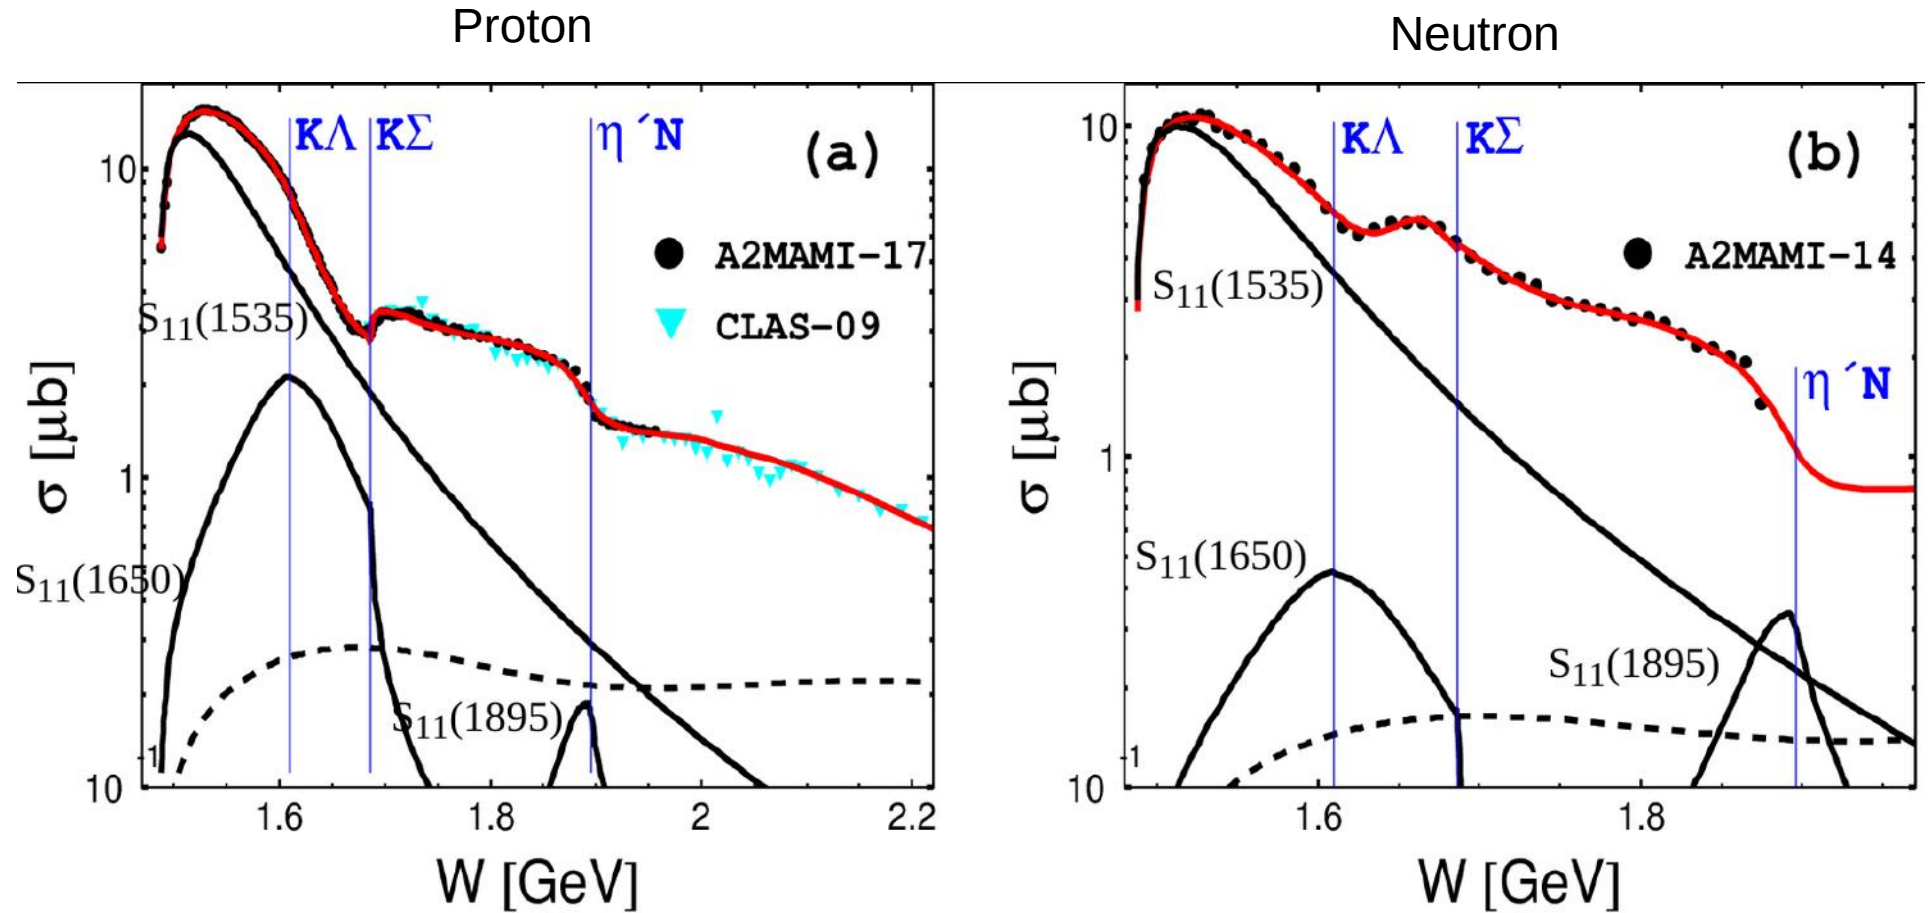 Proton
Neutron
KΛ KΣ η´N (a)
A2MAMI-17
CLAS-09
S11(1535)
S11(1650)
S11(1895)
σ [μb]
10
1
10-1
1.6 1.8 2 2.2
W [GeV]
KΛ KΣ (b)
A2MAMI-14
S11(1535)
η´N
S11(1650)
S11(1895)
σ [μb]
10
1
10-1
1.6 1.8
W [GeV]